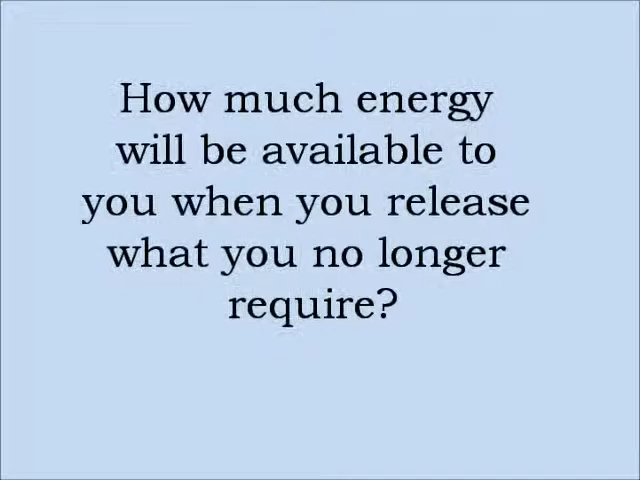 How much energy
will be available to
you when you release
what you no longer
require?